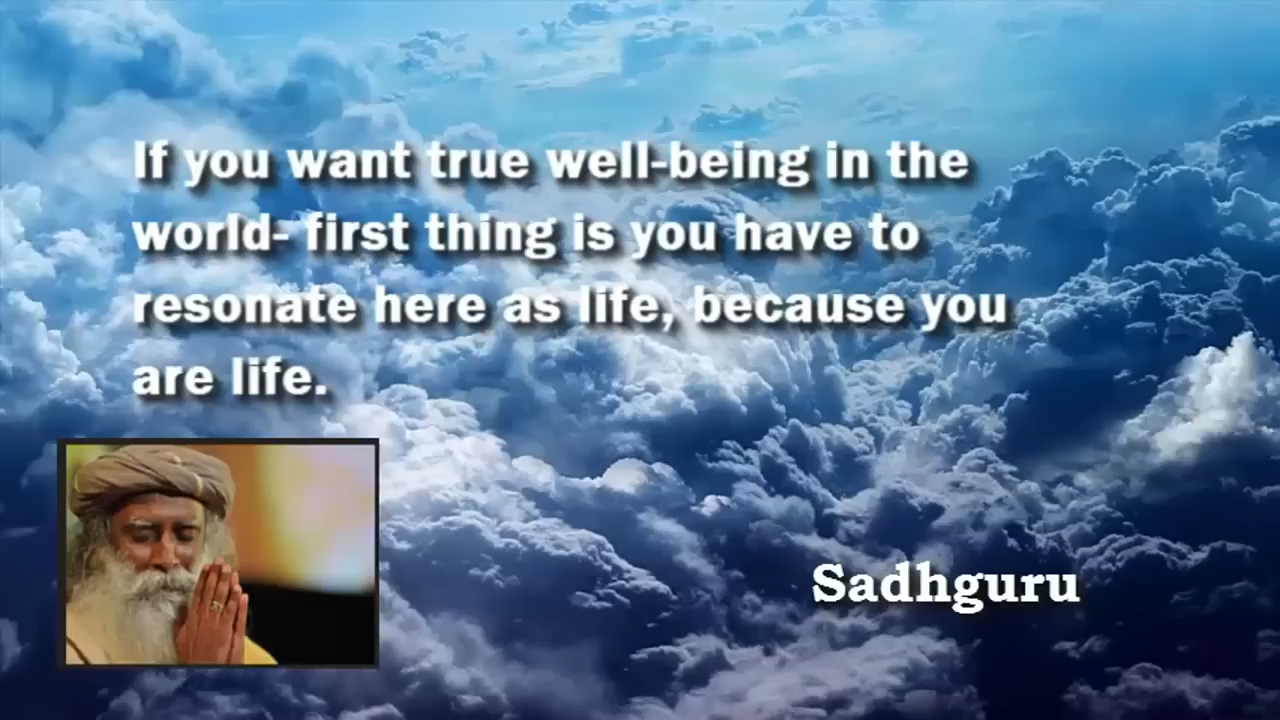 If you want true well-being in the
world- first thing is you have to
resonate here as life, because you
are life.
Sadhguru